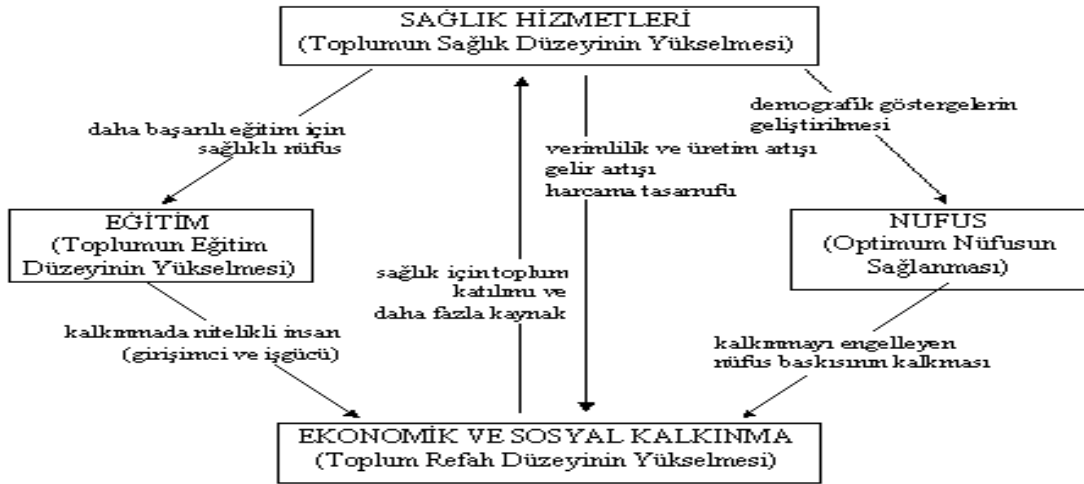 SAĞLIK HİZMETLERİ
(Toplumun Sağlık Düzeyinin Yükselmesi)
daha başarılı eğitim için
sağlıklı nüfus
verimlilik ve üretim artışı
gelir artışı
harcama tasarrufu
demografik göstergelerin
geliştirilmesi
EĞİTİM
(Toplumun Eğitim
Düzeyinin Yükselmesi)
NÜFUS
(Optimum Nüfusun
Sağlanması)
sağlık için toplum
katılımı ve
daha fazla kaynak
kalkınmada nitelikli insan
(girişimci ve işgücü)
kalkınmayı engelleyen
nüfus baskısının kalkması
EKONOMİK VE SOSYAL KALKINMA
(Toplum Refah Düzeyinin Yükselmesi)